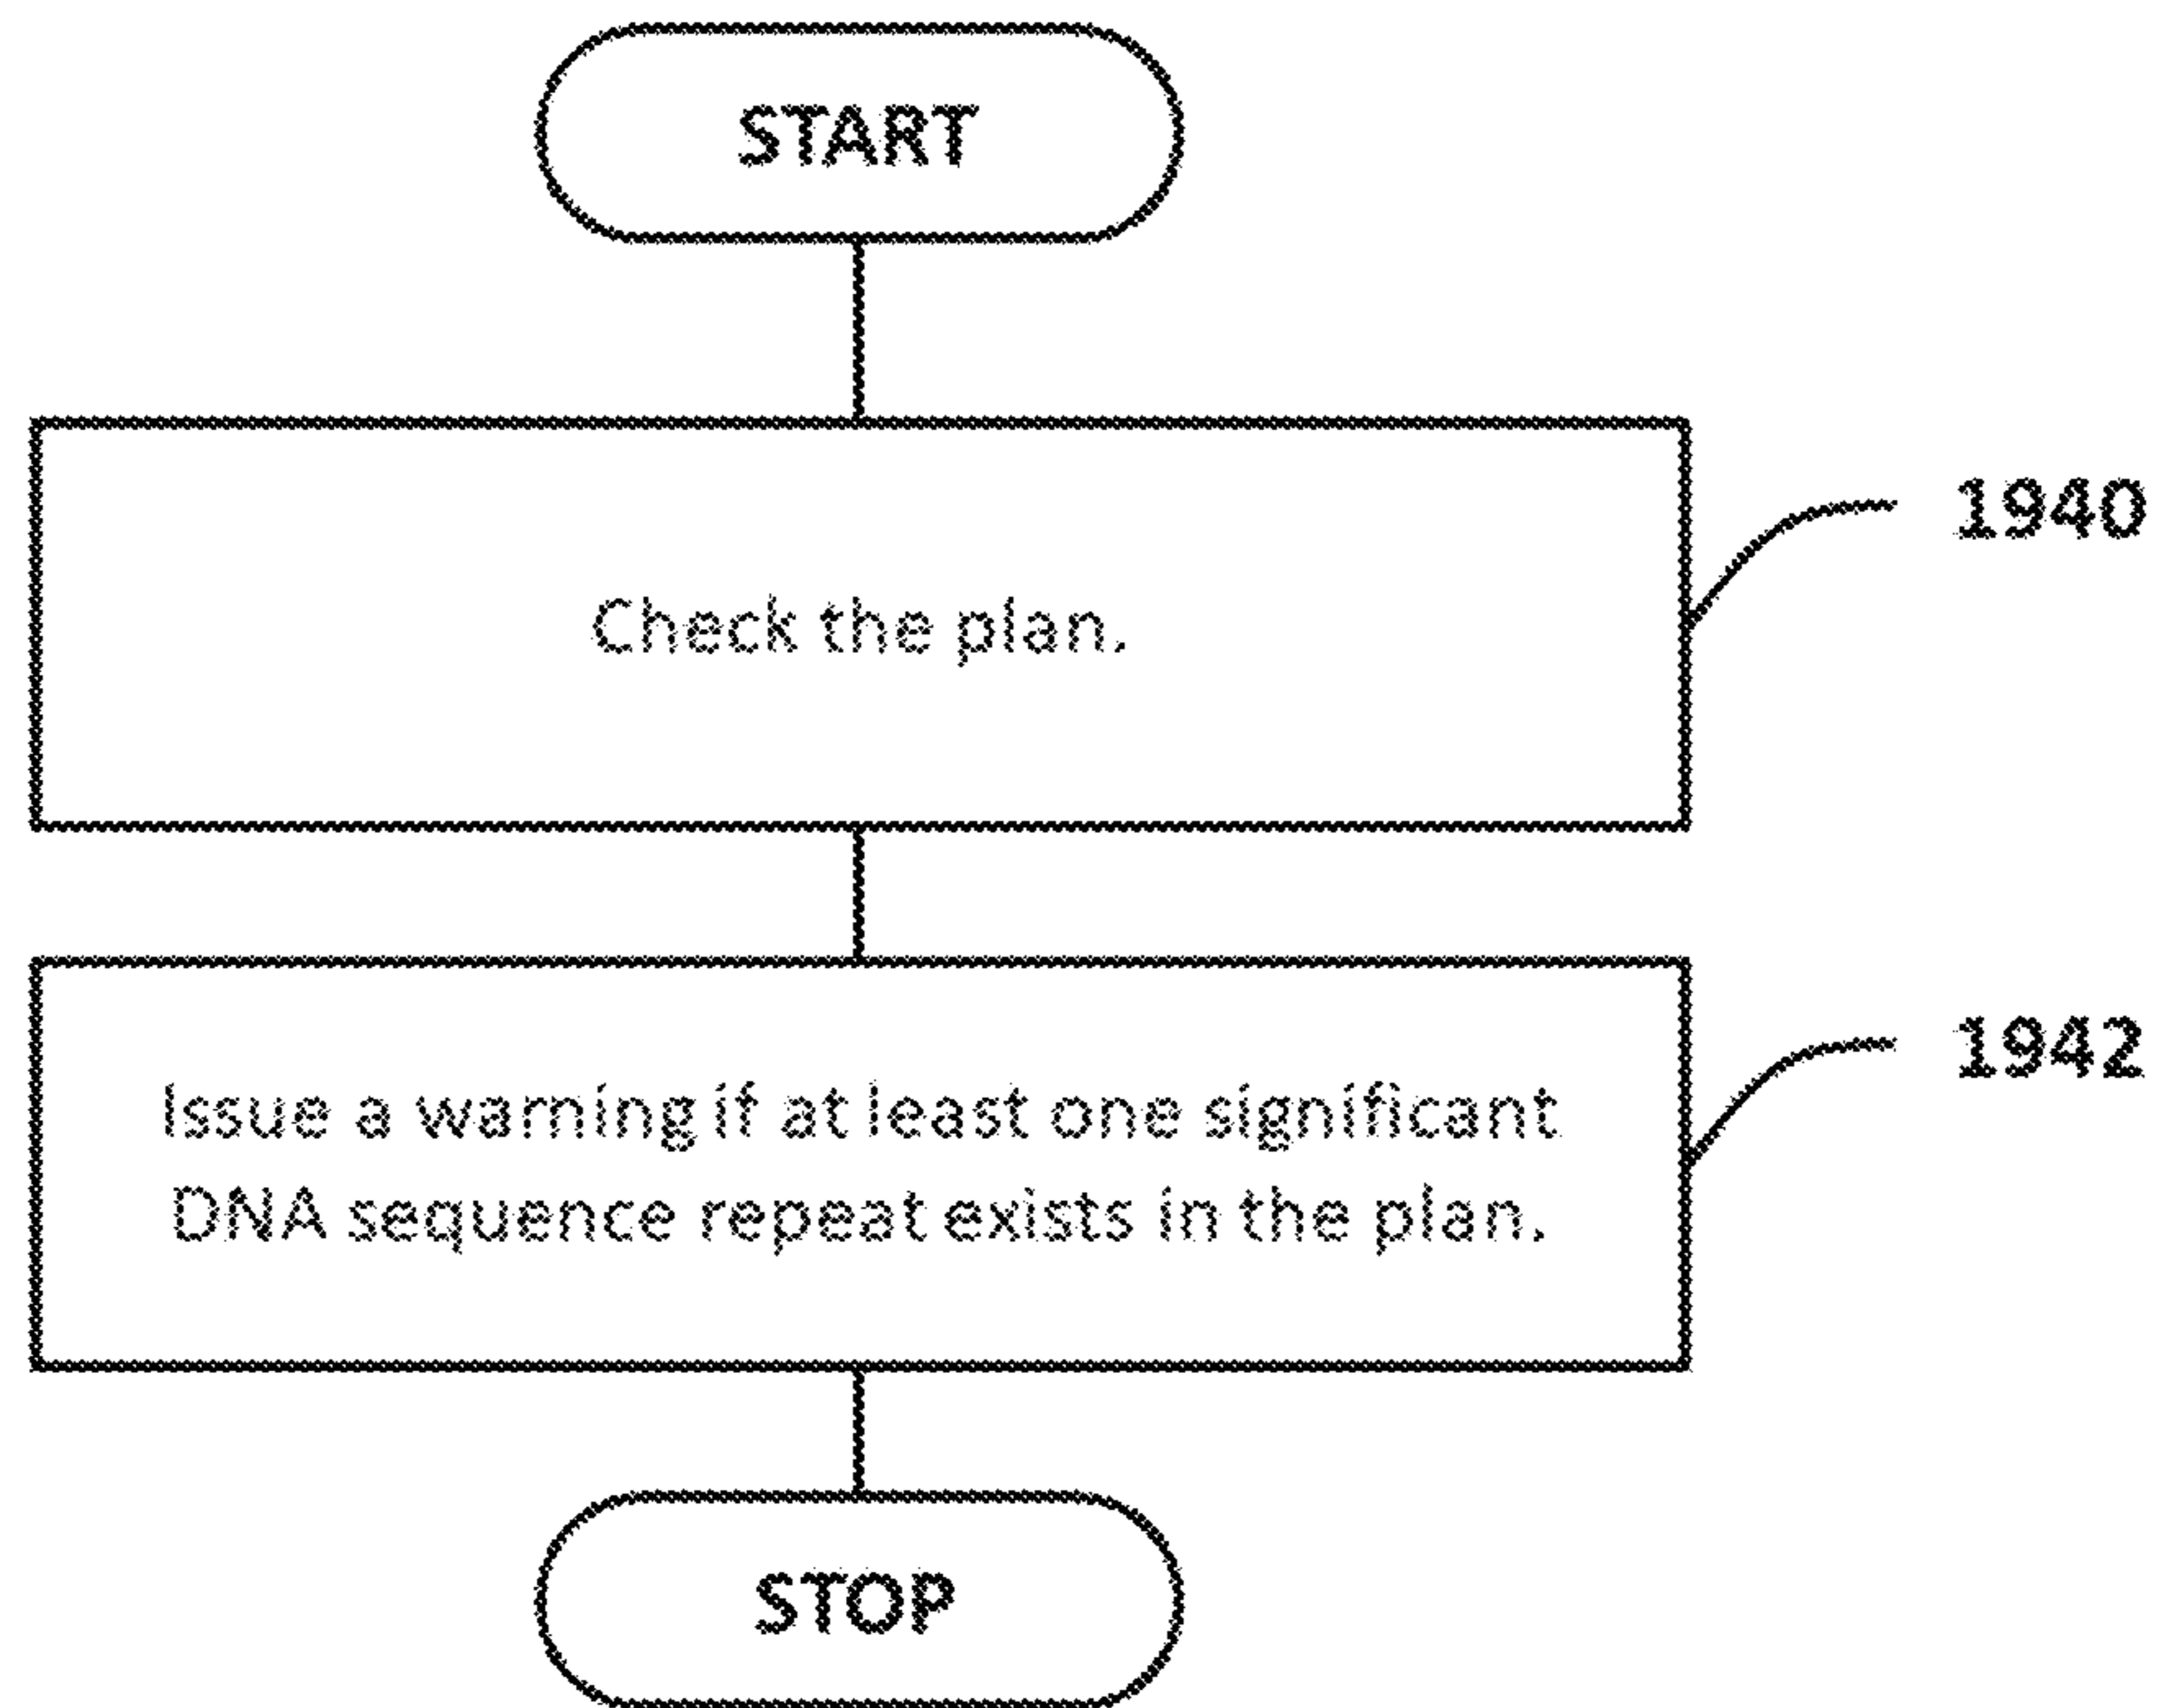 START
1940
Check the plan.
1942
Issue a warning if at least one significant
DNA sequence repeat exists in the plan.
STOP